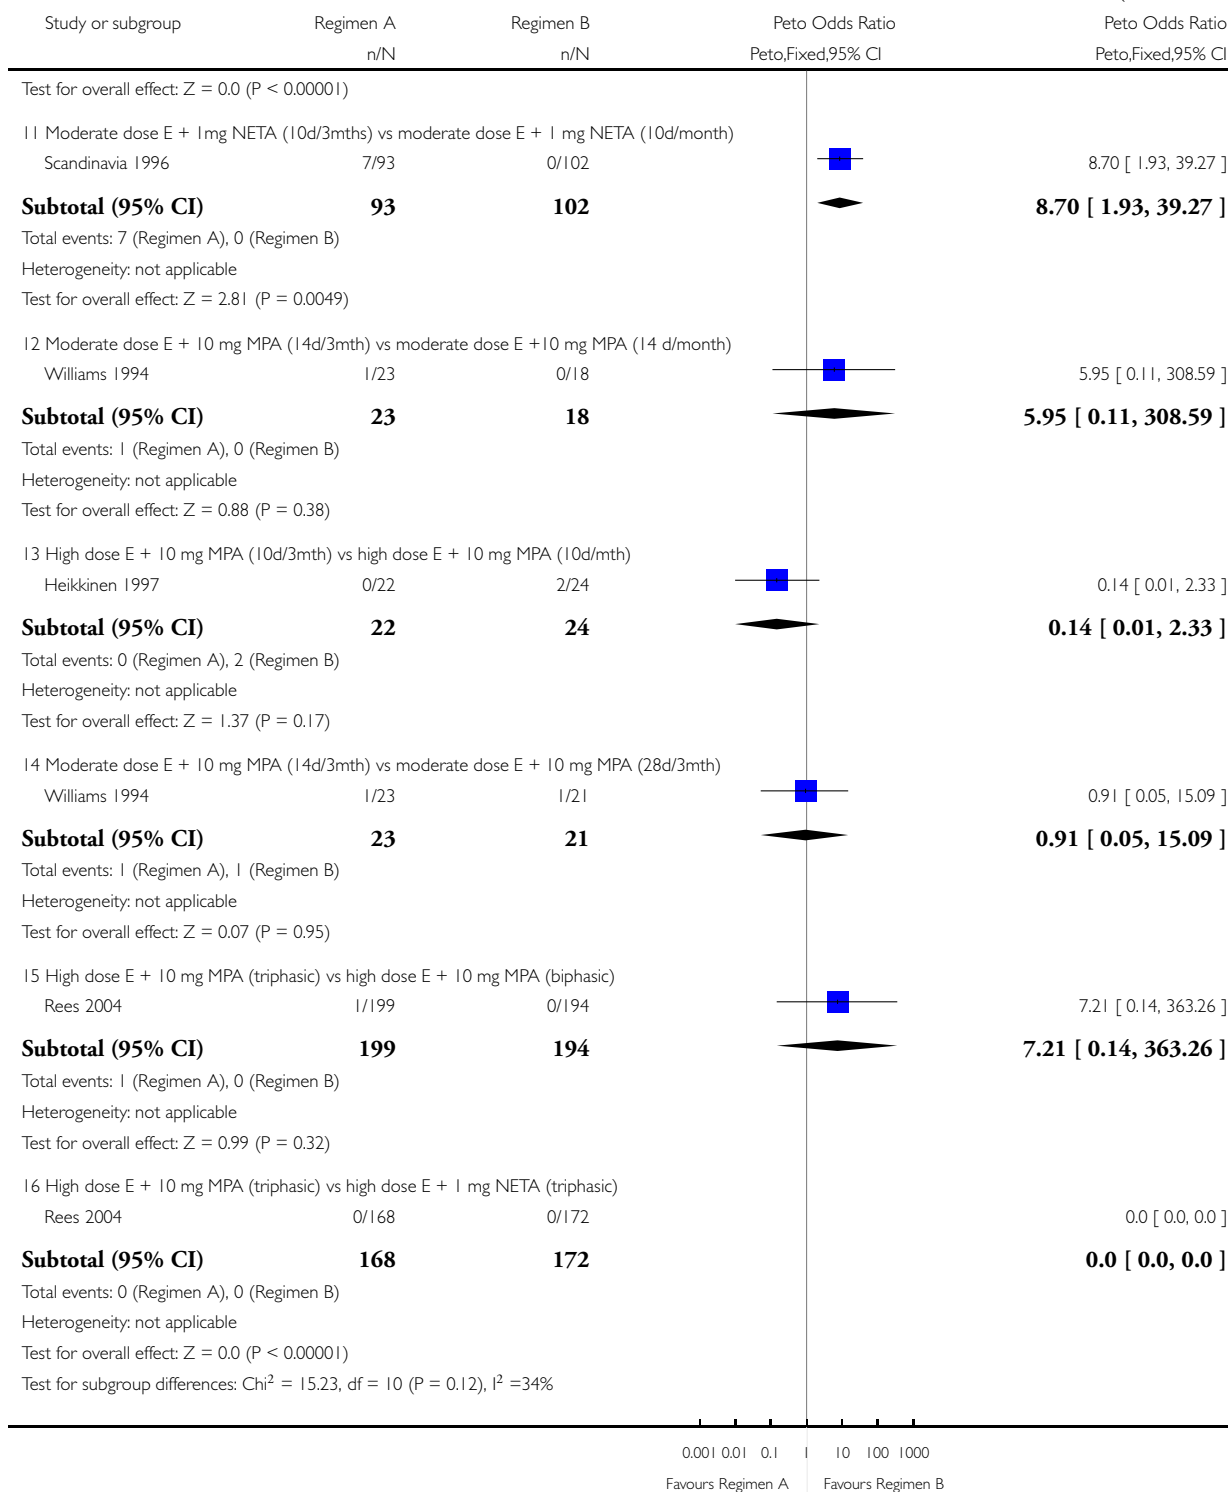 Study or subgroup Regimen A Regimen B Peto Odds Ratio Peto Odds Ratio
n/N n/N Peto,Fixed,95% CI Peto,Fixed,95% CI
Test for overall effect: Z = 0.0 (P < 0.00001)
11 Moderate dose E + 1mg NETA (10d/3mths) vs moderate dose E + 1 mg NETA (10d/month)
Scandinavia 1996 7/93 0/102 8.70 [ 1.93, 39.27 ]
Subtotal (95% CI) 93 102 8.70 [ 1.93, 39.27 ]
Total events: 7 (Regimen A), 0 (Regimen B)
Heterogeneity: not applicable
Test for overall effect: Z = 2.81 (P = 0.0049)
12 Moderate dose E + 10 mg MPA (14d/3mth) vs moderate dose E +10 mg MPA (14 d/month)
Williams 1994 1/23 0/18 5.95 [ 0.11, 308.59 ]
Subtotal (95% CI) 23 18 5.95 [ 0.11, 308.59 ]
Total events: 1 (Regimen A), 0 (Regimen B)
Heterogeneity: not applicable
Test for overall effect: Z = 0.88 (P = 0.38)
13 High dose E + 10 mg MPA (10d/3mth) vs high dose E + 10 mg MPA (10d/mth)
Heikkinen 1997 0/22 2/24 0.14 [ 0.01, 2.33 ]
Subtotal (95% CI) 22 24 0.14 [ 0.01, 2.33 ]
Total events: 0 (Regimen A), 2 (Regimen B)
Heterogeneity: not applicable
Test for overall effect: Z = 1.37 (P = 0.17)
14 Moderate dose E + 10 mg MPA (14d/3mth) vs moderate dose E + 10 mg MPA (28d/3mth)
Williams 1994 1/23 1/21 0.91 [ 0.05, 15.09 ]
Subtotal (95% CI) 23 21 0.91 [ 0.05, 15.09 ]
Total events: 1 (Regimen A), 1 (Regimen B)
Heterogeneity: not applicable
Test for overall effect: Z = 0.07 (P = 0.95)
15 High dose E + 10 mg MPA (triphasic) vs high dose E + 10 mg MPA (biphasic)
Rees 2004 1/199 0/194 7.21 [ 0.14, 363.26 ]
Subtotal (95% CI) 199 194 7.21 [ 0.14, 363.26 ]
Total events: 1 (Regimen A), 0 (Regimen B)
Heterogeneity: not applicable
Test for overall effect: Z = 0.99 (P = 0.32)
16 High dose E + 10 mg MPA (triphasic) vs high dose E + 1 mg NETA (triphasic)
Rees 2004 0/168 0/172 0.0 [ 0.0, 0.0 ]
Subtotal (95% CI) 168 172 0.0 [ 0.0, 0.0 ]
Total events: 0 (Regimen A), 0 (Regimen B)
Heterogeneity: not applicable
Test for overall effect: Z = 0.0 (P < 0.00001)
Test for subgroup differences: Chi² = 15.23, df = 10 (P = 0.12), I² =34%
0.001 0.01 0.1 1 10 100 1000
Favours Regimen A Favours Regimen B